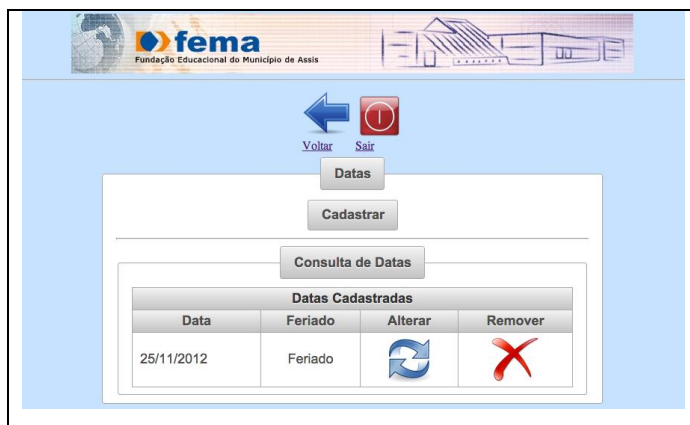 fema
Fundação Educacional do Município de Assis
Voltar Sair
Datas
Cadastrar
Consulta de Datas
Datas Cadastradas
Data Feriado Alterar Remover
25/11/2012 Feriado